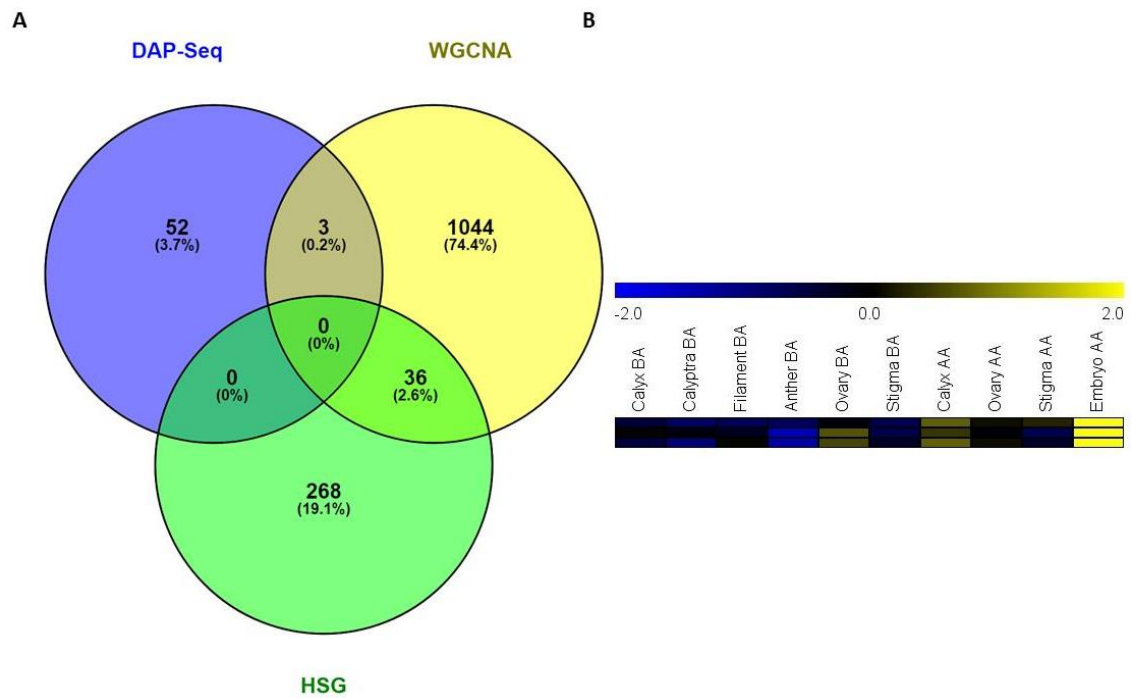 A
B
DAP-Seq
WGCNA
52
(3.7%)
3
(0.2%)
1044
(74.4%)
0
(0%)
0
(0%)
36
(2.6%)
268
(19.1%)
HSG
-2.0
0.0
2.0
Calyx BA
Calyptra BA
Filament BA
Anther BA
Ovary BA
Stigma BA
Calyx AA
Ovary AA
Stigma AA
Embryo AA